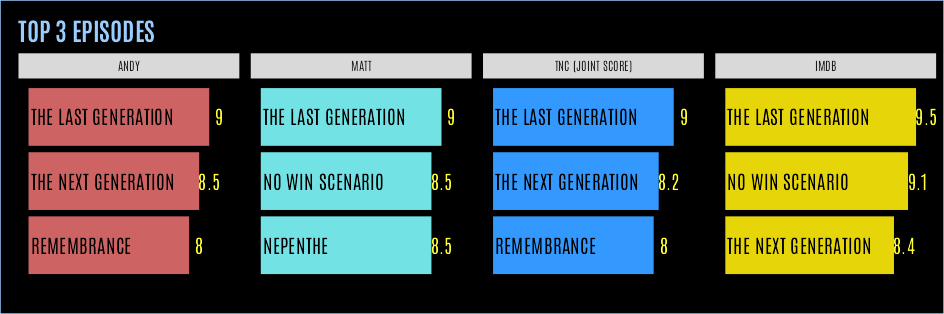 TOP 3 EPISODES
ANDY
THE LAST GENERATION 9
THE NEXT GENERATION 8.5
REMEMBRANCE 8
MATT
THE LAST GENERATION 9
NO WIN SCENARIO 8.5
NEPENTHE 8.5
TNC (JOINT SCORE)
THE LAST GENERATION 9
THE NEXT GENERATION 8.2
REMEMBRANCE 8
IMDB
THE LAST GENERATION 9.5
NO WIN SCENARIO 9.1
THE NEXT GENERATION 8.4